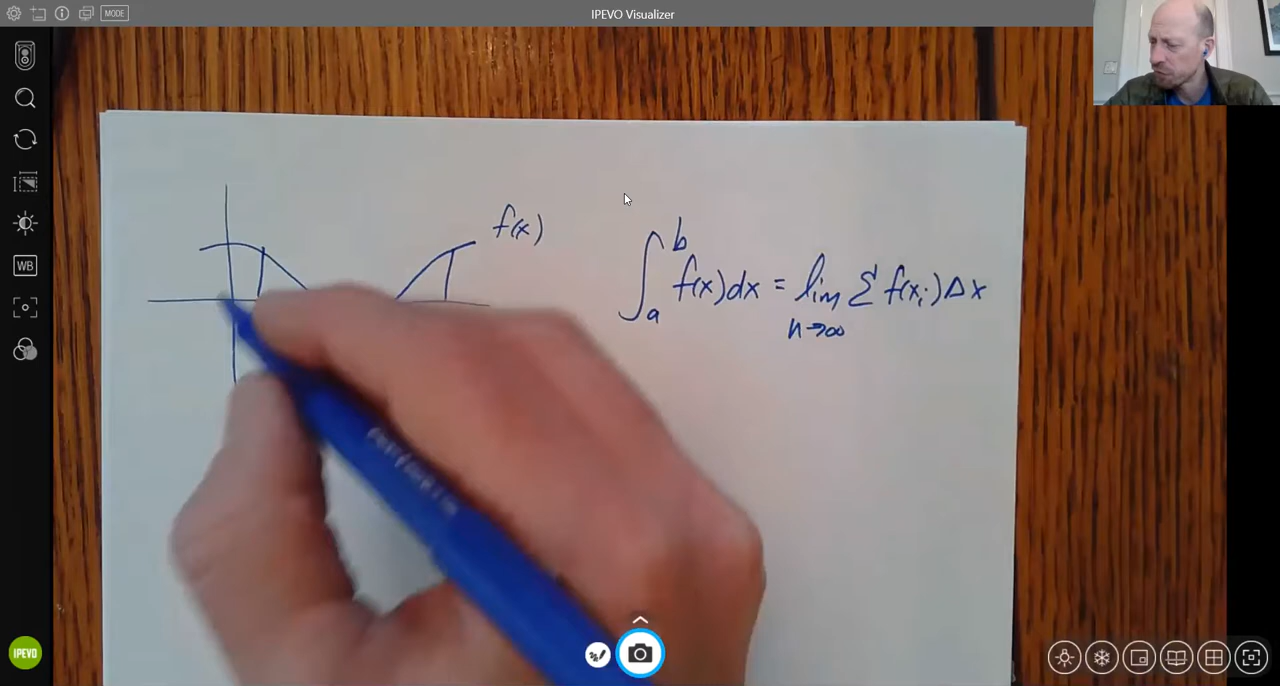 MODE
IPEVO Visualizer
WB
f(x)
∫ₐᵇ f(x)dx = lim Σ f(xᵢ)Δx
n→∞
IPEVO